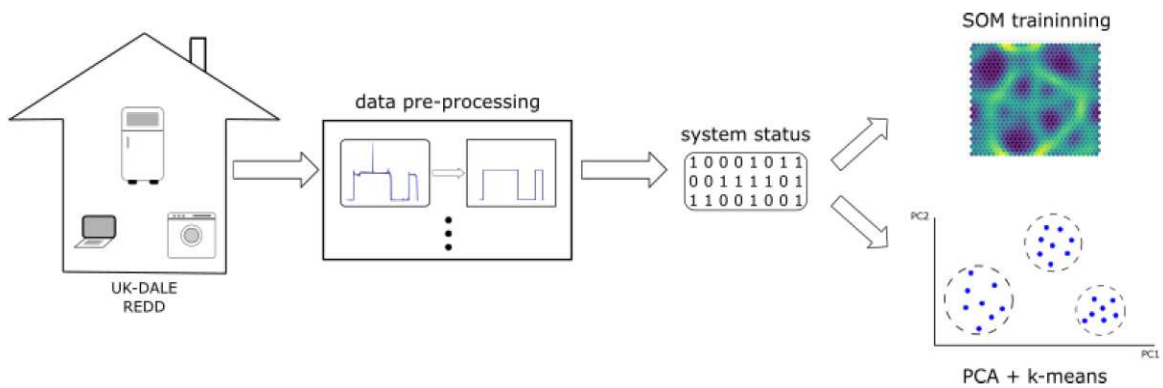 SOM traininning
data pre-processing
system status
1 0 0 0 1 0 1 1
0 0 1 1 1 1 0 1
1 1 0 0 1 0 0 1
UK-DALE
REDD
PC2
PC1
PCA + k-means